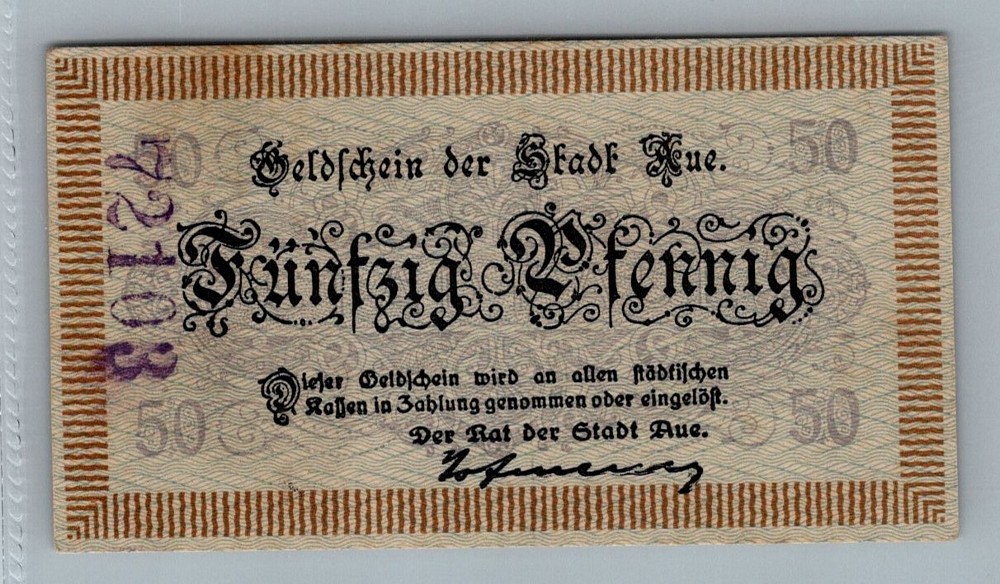 50 50
Geldschein der Stadt Aue.
Fünfzig Pfennig
Dieser Geldschein wird an allen städtischen
Kassen in Zahlung genommen oder eingelöst.
Der Rat der Stadt Aue.
50 50
72103